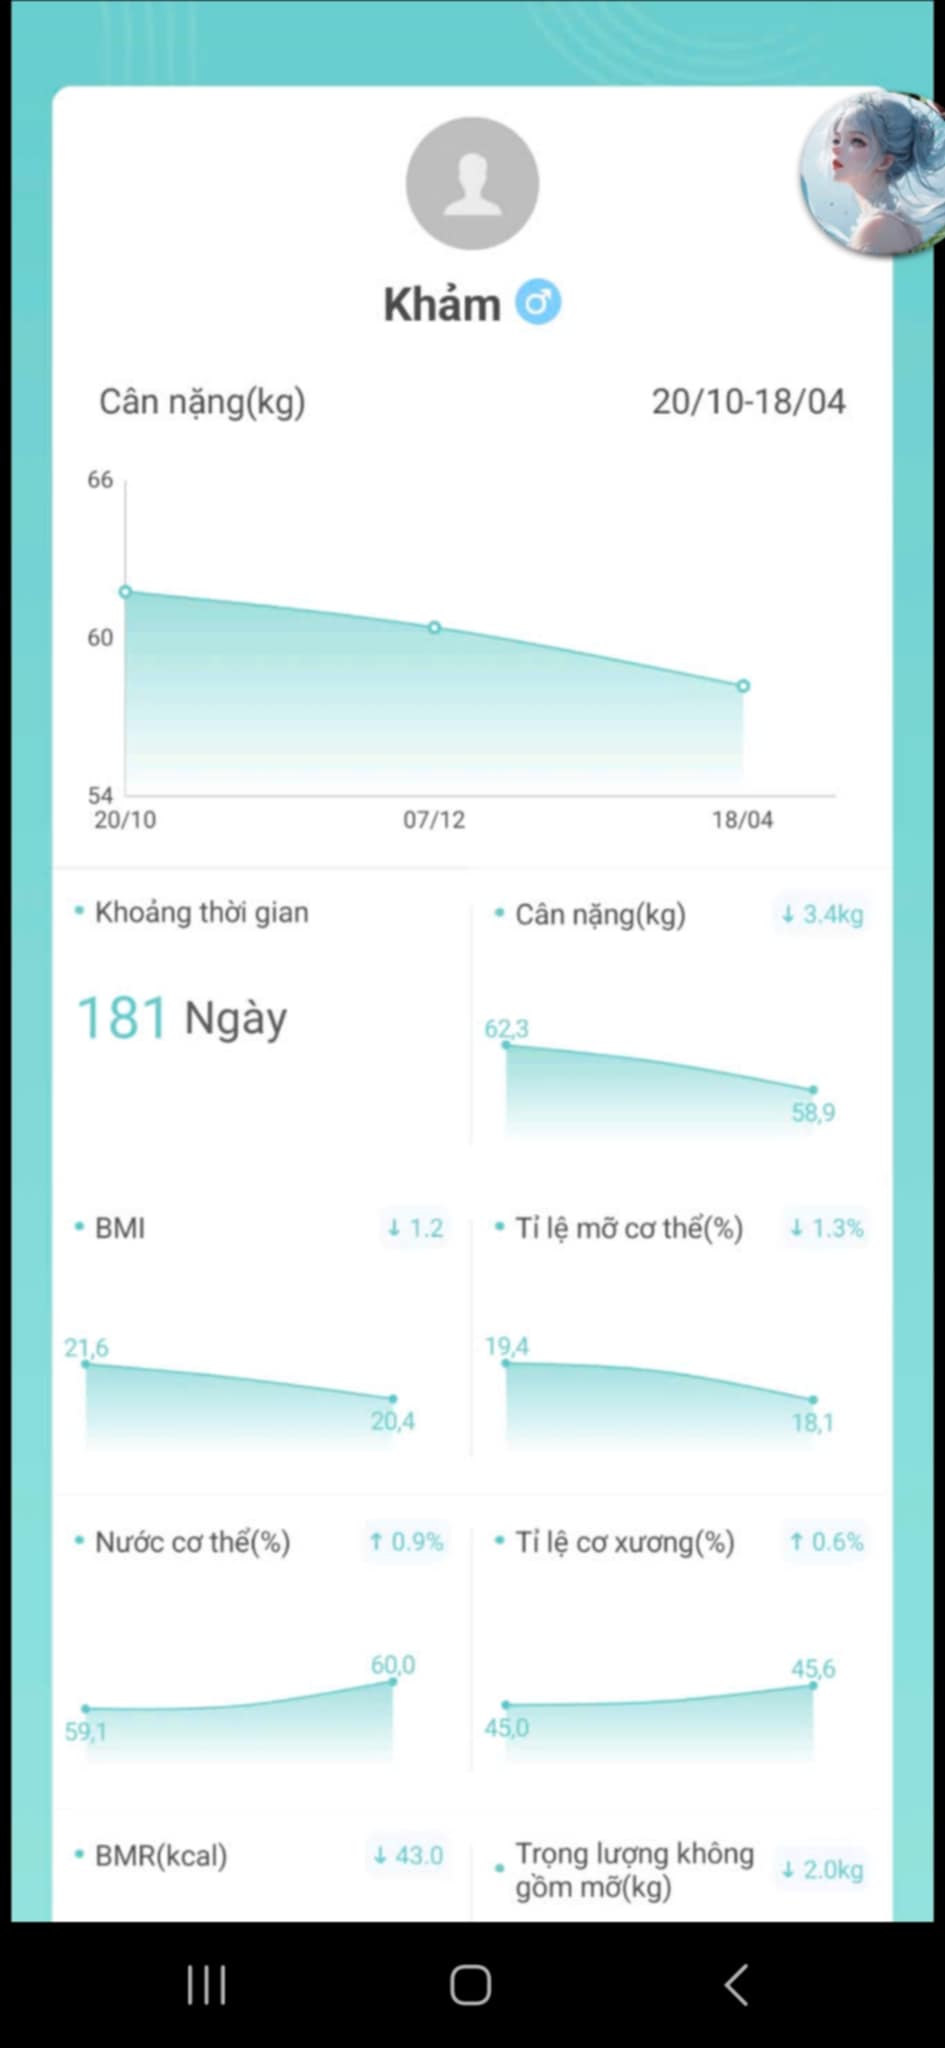 Khảm
Cân nặng(kg) 20/10-18/04
66
60
54
20/10 07/12 18/04
Khoảng thời gian
181 Ngày
Cân nặng(kg) ↓ 3.4kg
62,3
58,9
BMI ↓ 1.2
21,6
20,4
Tỉ lệ mỡ cơ thể(%) ↓ 1.3%
19,4
18,1
Nước cơ thể(%) ↑ 0.9%
60,0
59,1
Tỉ lệ cơ xương(%) ↑ 0.6%
45,6
45,0
BMR(kcal) ↓ 43.0
Trọng lượng không
gồm mỡ(kg) ↓ 2.0kg